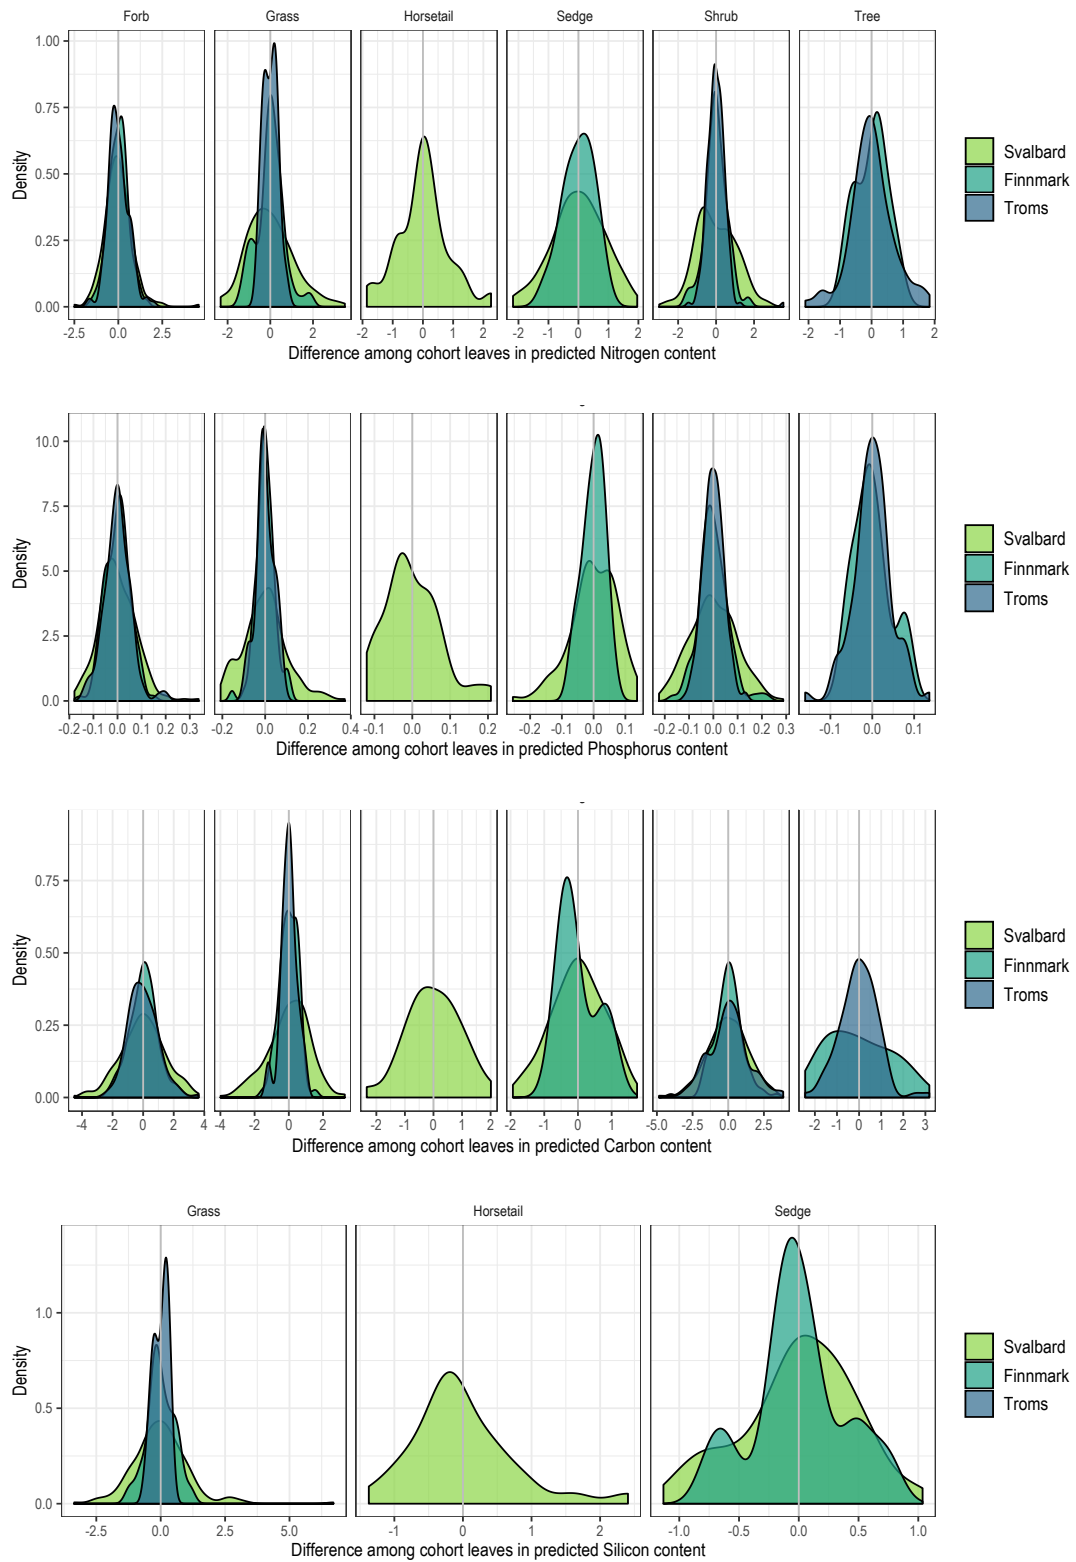 Forb Grass Horsetail Sedge Shrub Tree
1.00
0.75
0.50
0.25
0.00
Density
-2.5 0.0 2.5 -2 0 2 -2 -1 0 1 2 -2 -1 0 1 2 -2 0 2 -2 -1 0 1 2
Difference among cohort leaves in predicted Nitrogen content
Svalbard
Finnmark
Troms
10.0
7.5
5.0
2.5
0.0
Density
-0.2 -0.1 0.0 0.1 0.2 0.3 -0.2 0.0 0.2 0.4 -0.1 0.0 0.1 0.2 -0.2 -0.1 0.0 0.1 -0.2 -0.1 0.0 0.1 0.2 0.3 -0.1 0.0 0.1
Difference among cohort leaves in predicted Phosphorus content
Svalbard
Finnmark
Troms
0.75
0.50
0.25
0.00
Density
-4 -2 0 2 4 -4 -2 0 2 -2 -1 0 1 2 -2 -1 0 1 -5.0 -2.5 0.0 2.5 -2 -1 0 1 2 3
Difference among cohort leaves in predicted Carbon content
Svalbard
Finnmark
Troms
Grass Horsetail Sedge
1.0
0.5
0.0
Density
-2.5 0.0 2.5 5.0 -1 0 1 2 -1.0 -0.5 0.0 0.5 1.0
Difference among cohort leaves in predicted Silicon content
Svalbard
Finnmark
Troms